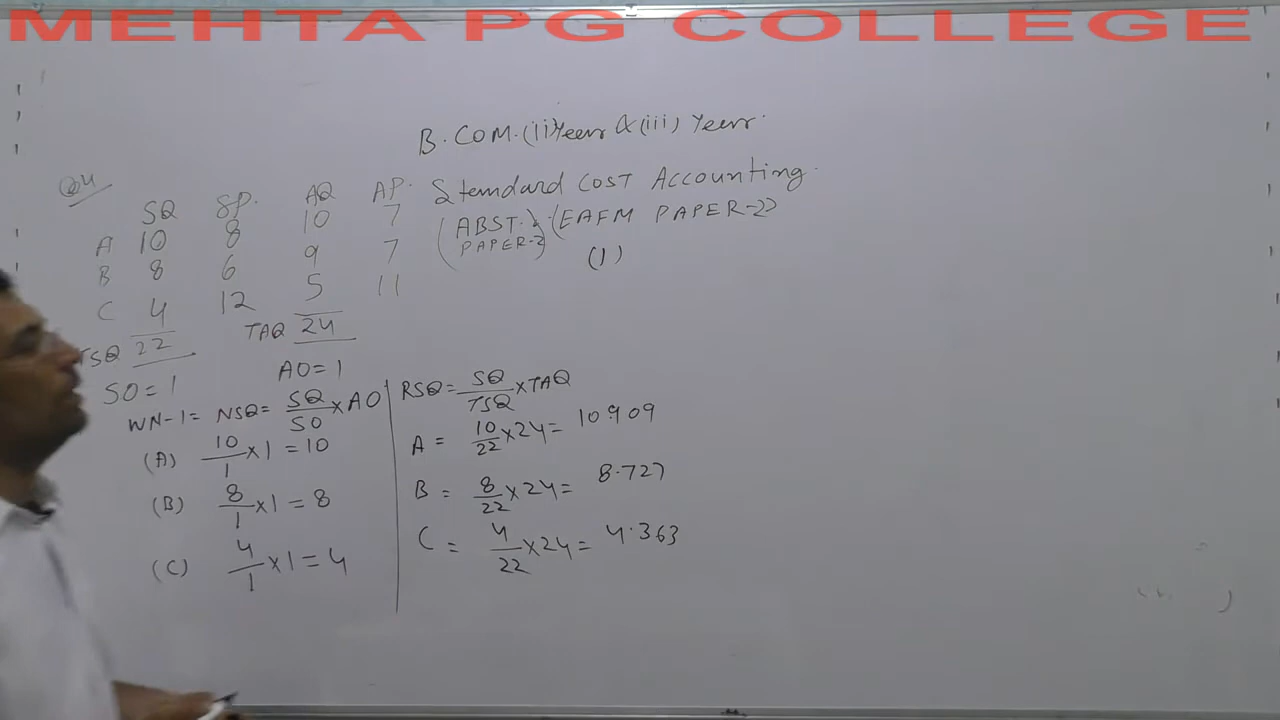 MEHTA PG COLLEGE
B.COM.(ii)Year & (iii) Year.
Standard COST Accounting.
(ABST. PAPER-2) (EAFM PAPER-2)
(1)
Q4
SQ SP. AQ AP.
A 10 8 10 7
B 8 6 9 7
C 4 12 5 11
TSQ 22 TAQ 24
SO=1 AO=1
WN-1= NSQ= SQ/SO ×AO
(A) 10/1 ×1 =10
(B) 8/1 ×1 = 8
(C) 4/1 ×1 = 4
RSQ= SQ/TSQ ×TAQ
A = 10/22 ×24= 10.909
B = 8/22 ×24= 8.727
C = 4/22 ×24= 4.363